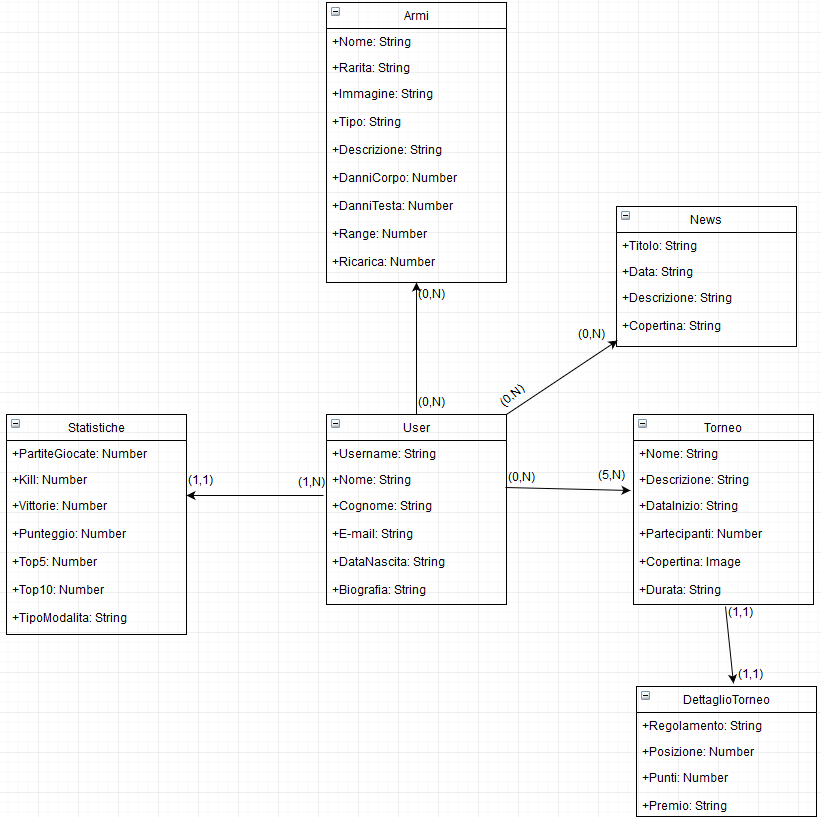 Armi
+Nome: String
+Rarita: String
+Immagine: String
+Tipo: String
+Descrizione: String
+DanniCorpo: Number
+DanniTesta: Number
+Range: Number
+Ricarica: Number
(0,N)
(0,N)
News
+Titolo: String
+Data: String
+Descrizione: String
+Copertina: String
(0,N)
(0,N)
Statistiche
+PartiteGiocate: Number
+Kill: Number
+Vittorie: Number
+Punteggio: Number
+Top5: Number
+Top10: Number
+TipoModalita: String
(1,1)
(1,N)
User
+Username: String
+Nome: String
+Cognome: String
+E-mail: String
+DataNascita: String
+Biografia: String
(0,N)
(5,N)
Torneo
+Nome: String
+Descrizione: String
+DataInizio: String
+Partecipanti: Number
+Copertina: Image
+Durata: String
(1,1)
(1,1)
DettaglioTorneo
+Regolamento: String
+Posizione: Number
+Punti: Number
+Premio: String